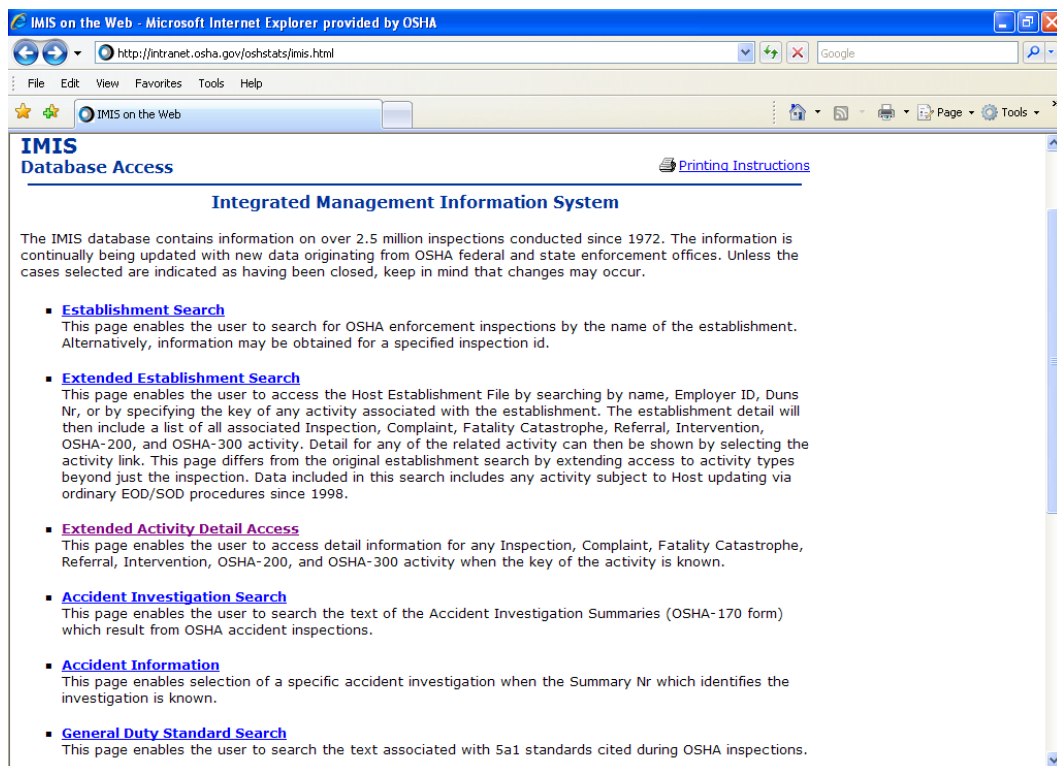 IMIS on the Web - Microsoft Internet Explorer provided by OSHA
http://intranet.osha.gov/oshstats/imis.html
Google
File Edit View Favorites Tools Help
IMIS on the Web
Page
Tools
IMIS
Database Access
Printing Instructions
Integrated Management Information System
The IMIS database contains information on over 2.5 million inspections conducted since 1972. The information is
continually being updated with new data originating from OSHA federal and state enforcement offices. Unless the
cases selected are indicated as having been closed, keep in mind that changes may occur.
Establishment Search
This page enables the user to search for OSHA enforcement inspections by the name of the establishment.
Alternatively, information may be obtained for a specified inspection id.
Extended Establishment Search
This page enables the user to access the Host Establishment File by searching by name, Employer ID, Duns
Nr, or by specifying the key of any activity associated with the establishment. The establishment detail will
then include a list of all associated Inspection, Complaint, Fatality Catastrophe, Referral, Intervention,
OSHA-200, and OSHA-300 activity. Detail for any of the related activity can then be shown by selecting the
activity link. This page differs from the original establishment search by extending access to activity types
beyond just the inspection. Data included in this search includes any activity subject to Host updating via
ordinary EOD/SOD procedures since 1998.
Extended Activity Detail Access
This page enables the user to access detail information for any Inspection, Complaint, Fatality Catastrophe,
Referral, Intervention, OSHA-200, and OSHA-300 activity when the key of the activity is known.
Accident Investigation Search
This page enables the user to search the text of the Accident Investigation Summaries (OSHA-170 form)
which result from OSHA accident inspections.
Accident Information
This page enables selection of a specific accident investigation when the Summary Nr which identifies the
investigation is known.
General Duty Standard Search
This page enables the user to search the text associated with 5a1 standards cited during OSHA inspections.